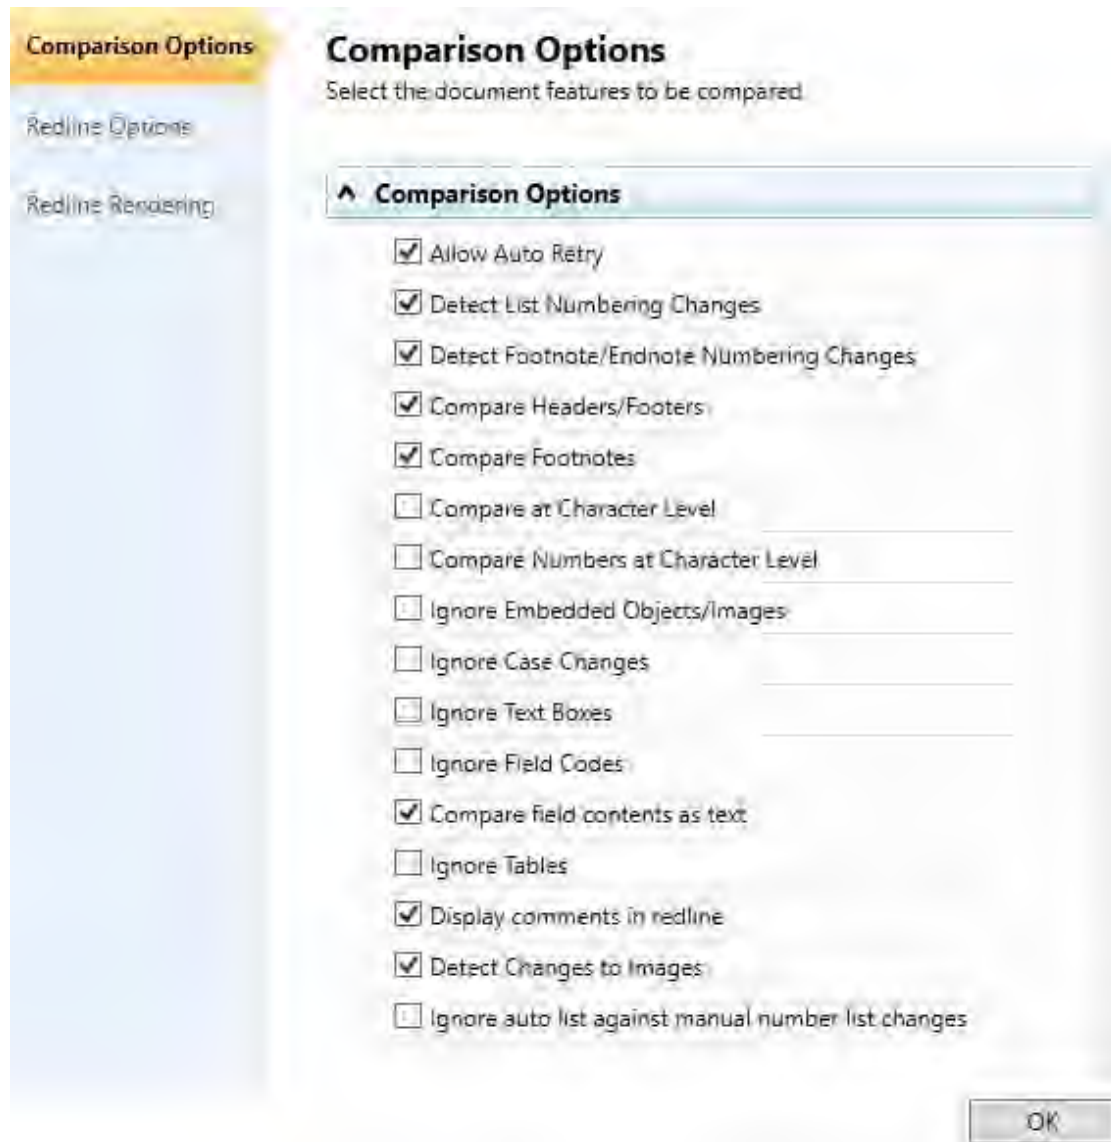 Comparison Options
Redline Options
Redline Rendering
Comparison Options
Select the document features to be compared
Comparison Options
Allow Auto Retry
Detect List Numbering Changes
Detect Footnote/Endnote Numbering Changes
Compare Headers/Footers
Compare Footnotes
Compare at Character Level
Compare Numbers at Character Level
Ignore Embedded Objects/Images
Ignore Case Changes
Ignore Text Boxes
Ignore Field Codes
Compare field contents as text
Ignore Tables
Display comments in redline
Detect Changes to Images
Ignore auto list against manual number list changes
OK